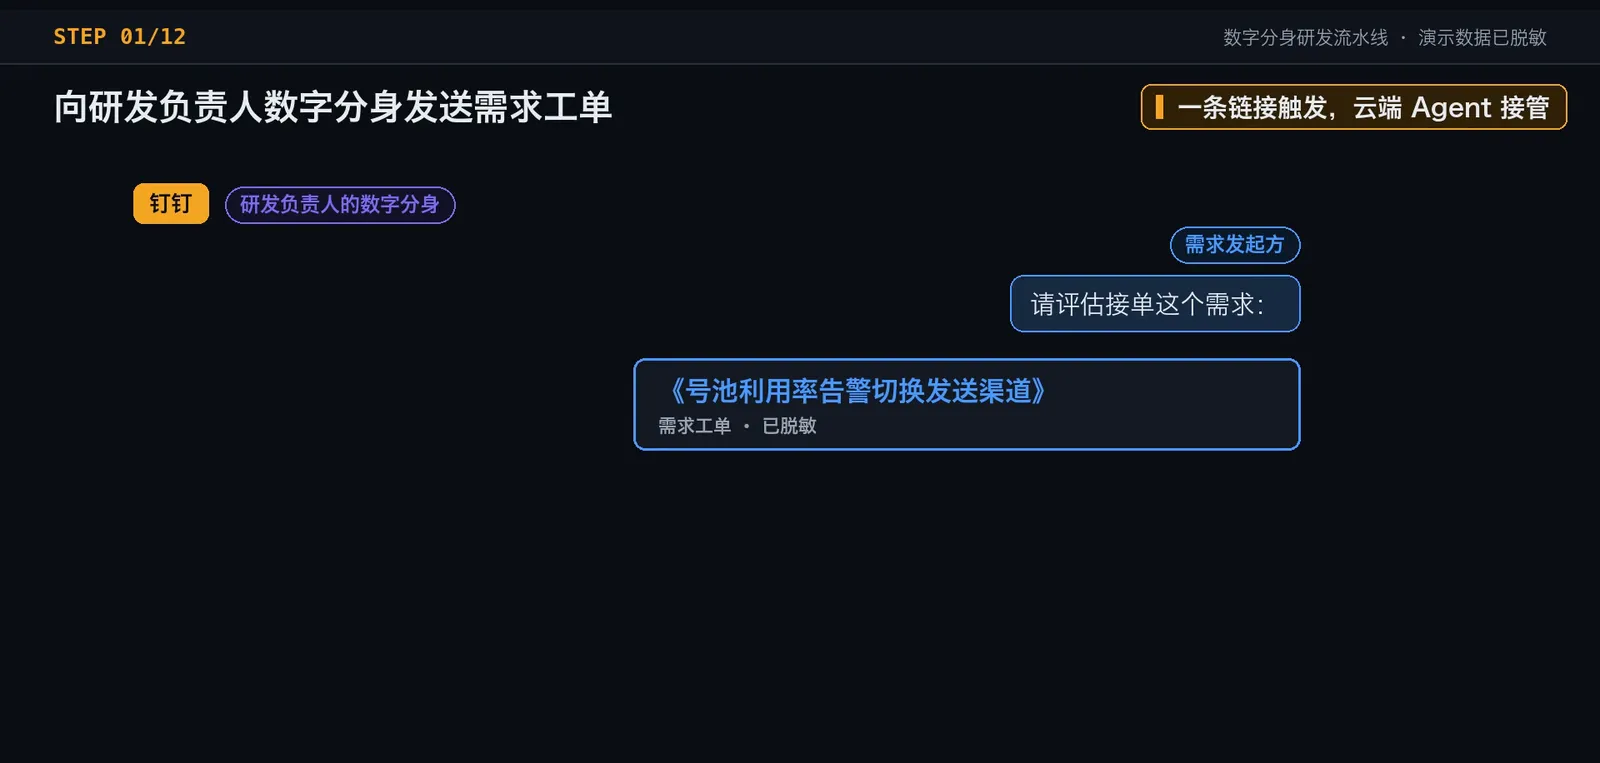 STEP 01/12
数字分身研发流水线 · 演示数据已脱敏
向研发负责人数字分身发送需求工单
一条链接触发，云端 Agent 接管
钉钉
研发负责人的数字分身
需求发起方
请评估接单这个需求：
《号池利用率告警切换发送渠道》
需求工单 · 已脱敏